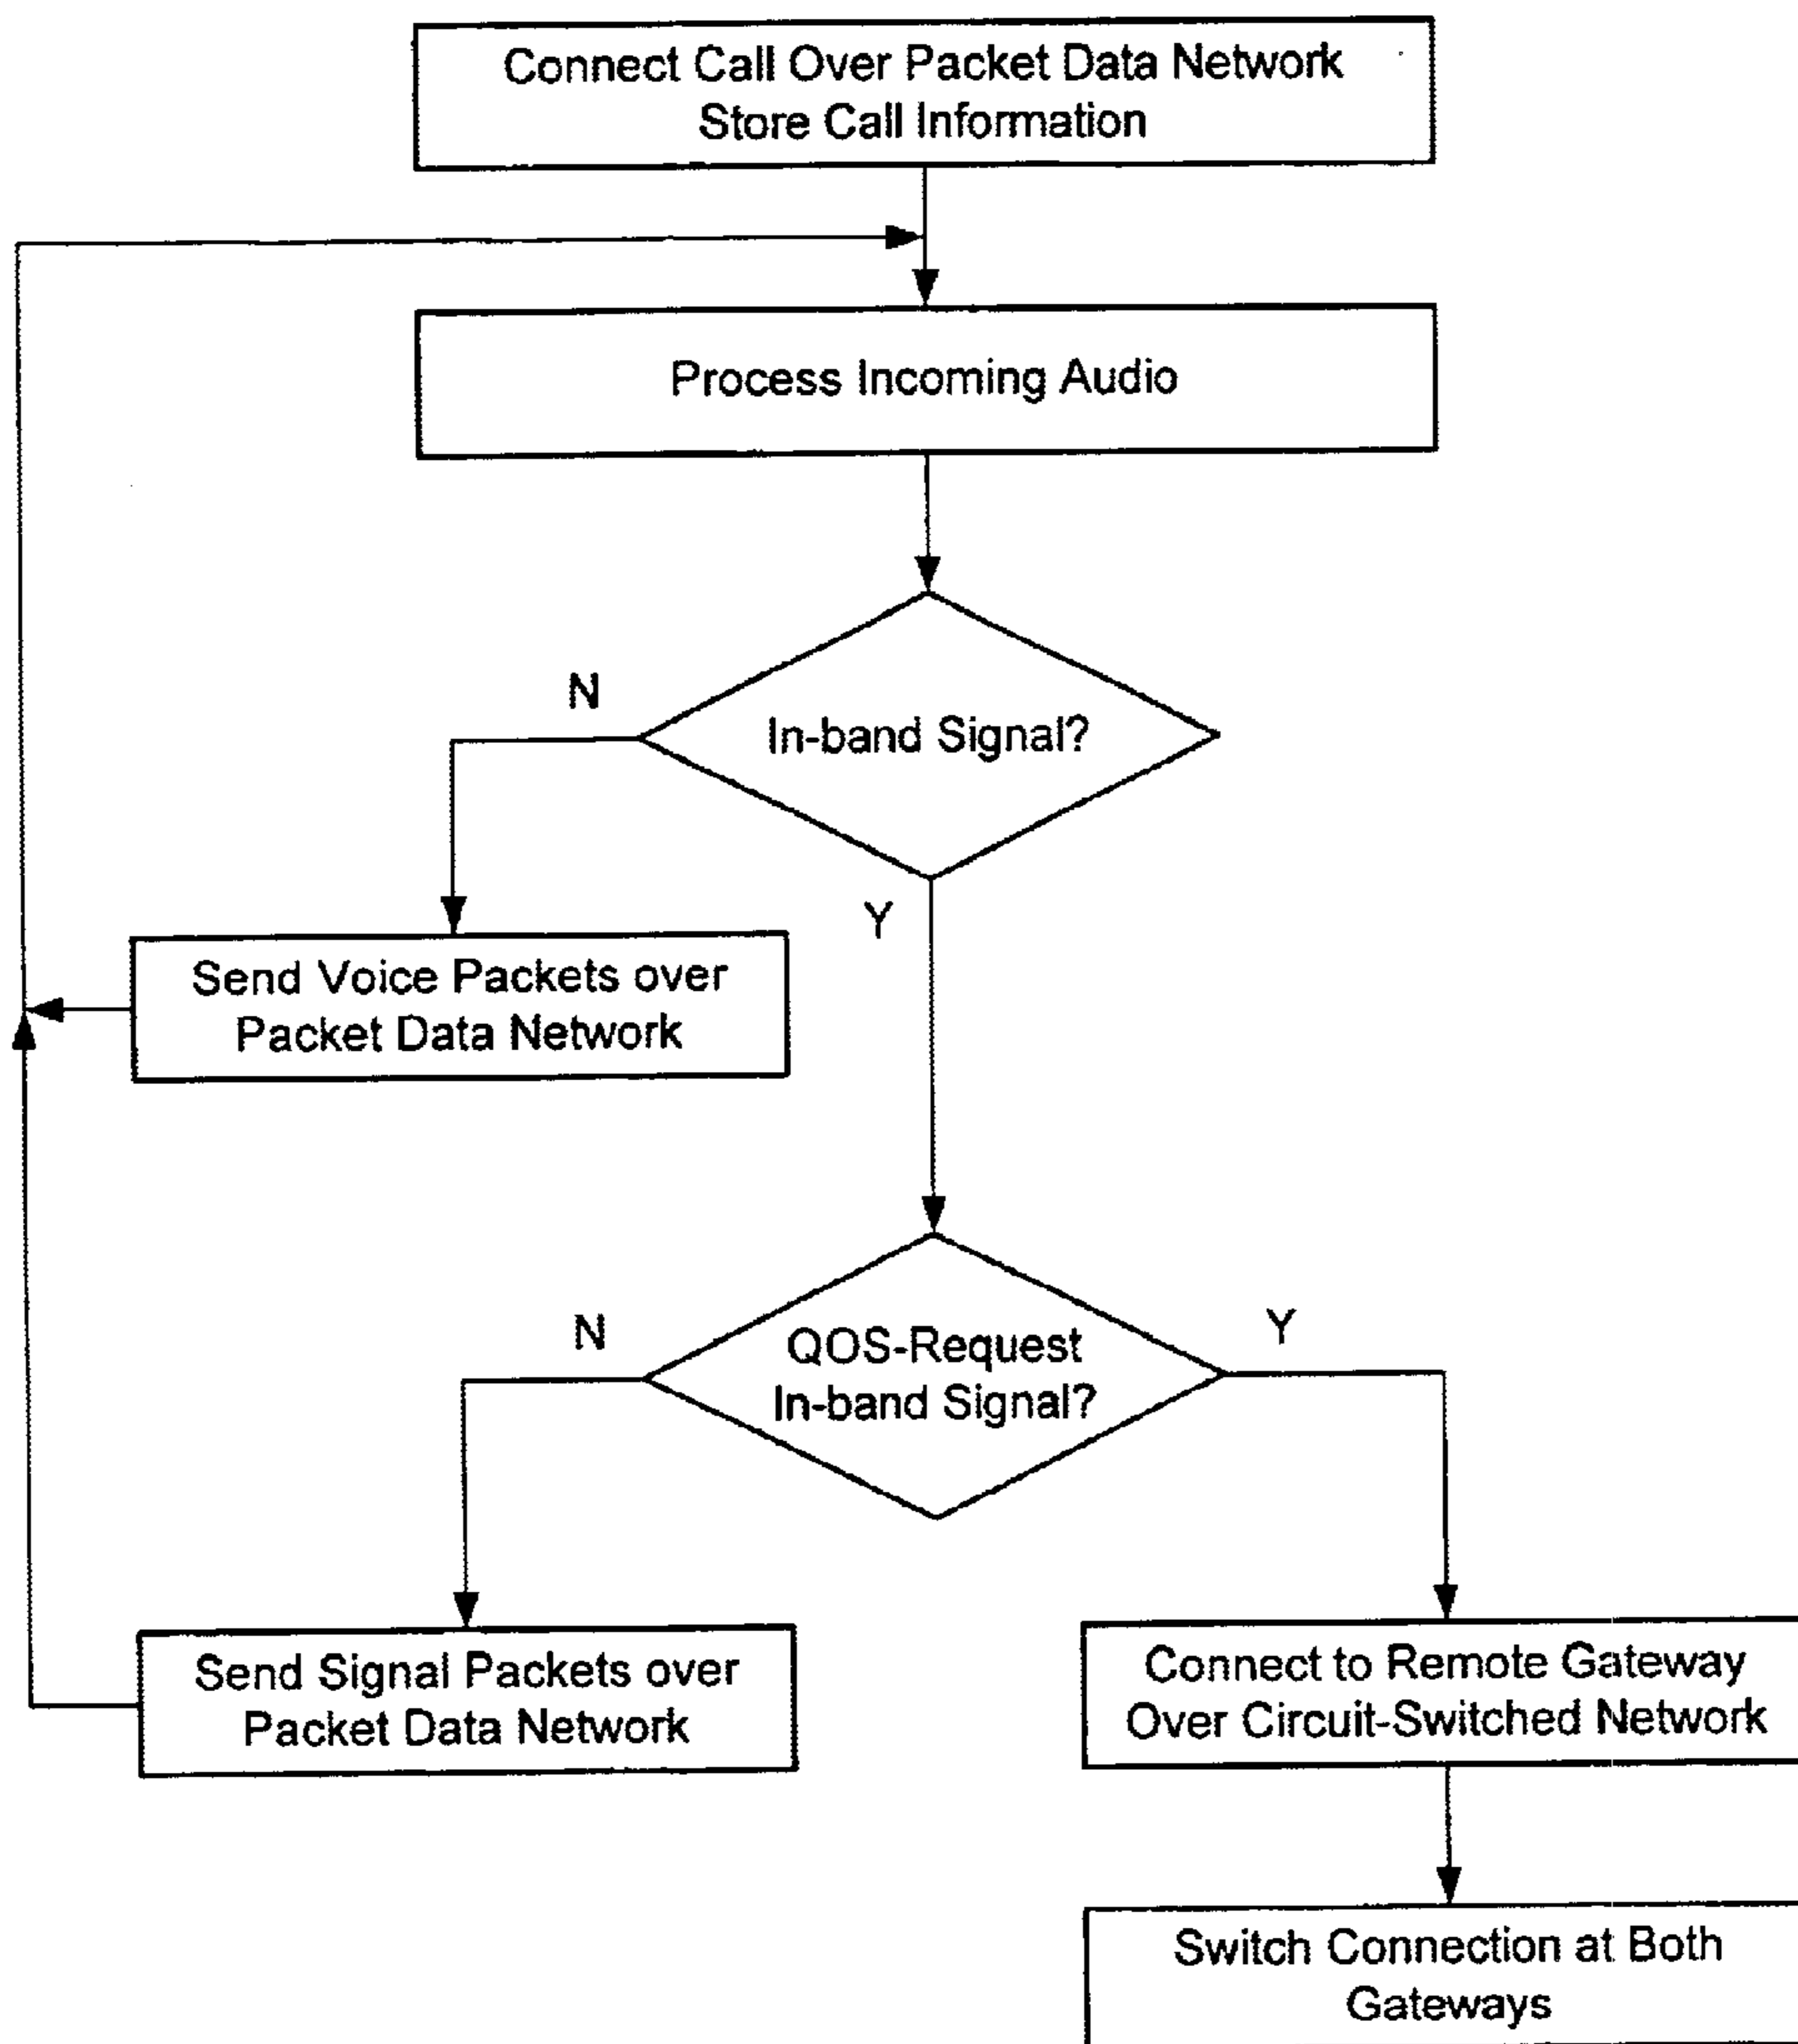 Connect Call Over Packet Data Network
Store Call Information
Process Incoming Audio
N
In-band Signal?
Y
Send Voice Packets over
Packet Data Network
N
QOS-Request
In-band Signal?
Y
Send Signal Packets over
Packet Data Network
Connect to Remote Gateway
Over Circuit-Switched Network
Switch Connection at Both
Gateways